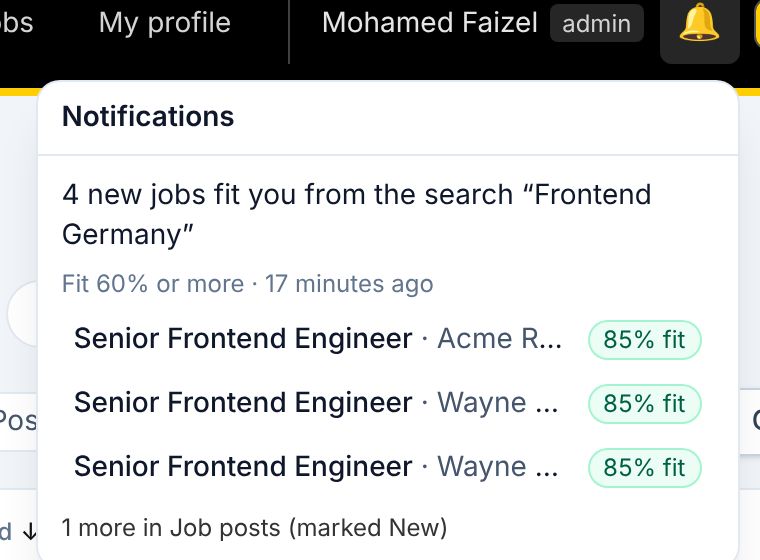 obs My profile Mohamed Faizel admin
Notifications
4 new jobs fit you from the search “Frontend
Germany”
Fit 60% or more · 17 minutes ago
Senior Frontend Engineer · Acme R... 85% fit
Senior Frontend Engineer · Wayne ... 85% fit
Pos
Senior Frontend Engineer · Wayne ... 85% fit
1 more in Job posts (marked New)
d ↓